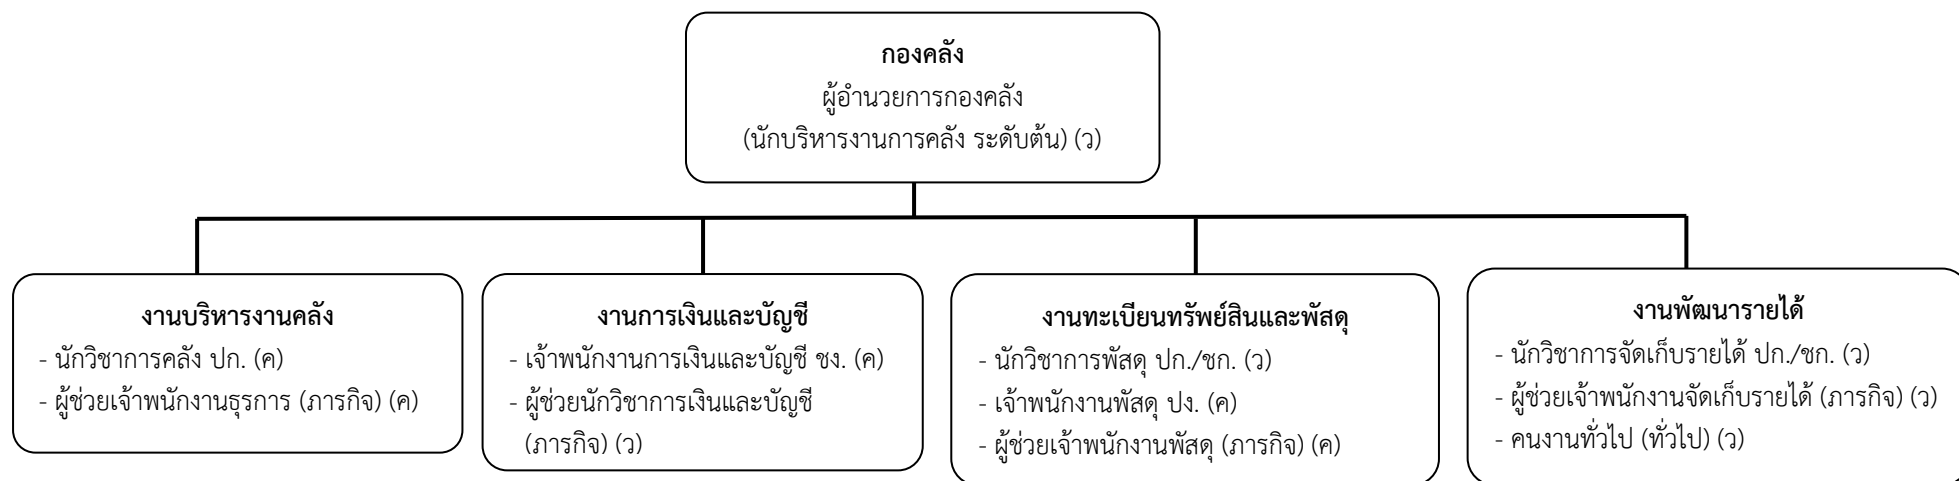 กองคลัง
ผู้อำนวยการกองคลัง
(นักบริหารงานการคลัง ระดับต้น) (ว)
งานบริหารงานคลัง
- นักวิชาการคลัง ปก. (ค)
- ผู้ช่วยเจ้าพนักงานธุรการ (ภารกิจ) (ค)
งานการเงินและบัญชี
- เจ้าพนักงานการเงินและบัญชี ชง. (ค)
- ผู้ช่วยนักวิชาการเงินและบัญชี
(ภารกิจ) (ว)
งานทะเบียนทรัพย์สินและพัสดุ
- นักวิชาการพัสดุ ปก./ชก. (ว)
- เจ้าพนักงานพัสดุ ปง. (ค)
- ผู้ช่วยเจ้าพนักงานพัสดุ (ภารกิจ) (ค)
งานพัฒนารายได้
- นักวิชาการจัดเก็บรายได้ ปก./ชก. (ว)
- ผู้ช่วยเจ้าพนักงานจัดเก็บรายได้ (ภารกิจ) (ว)
- คนงานทั่วไป (ทั่วไป) (ว)